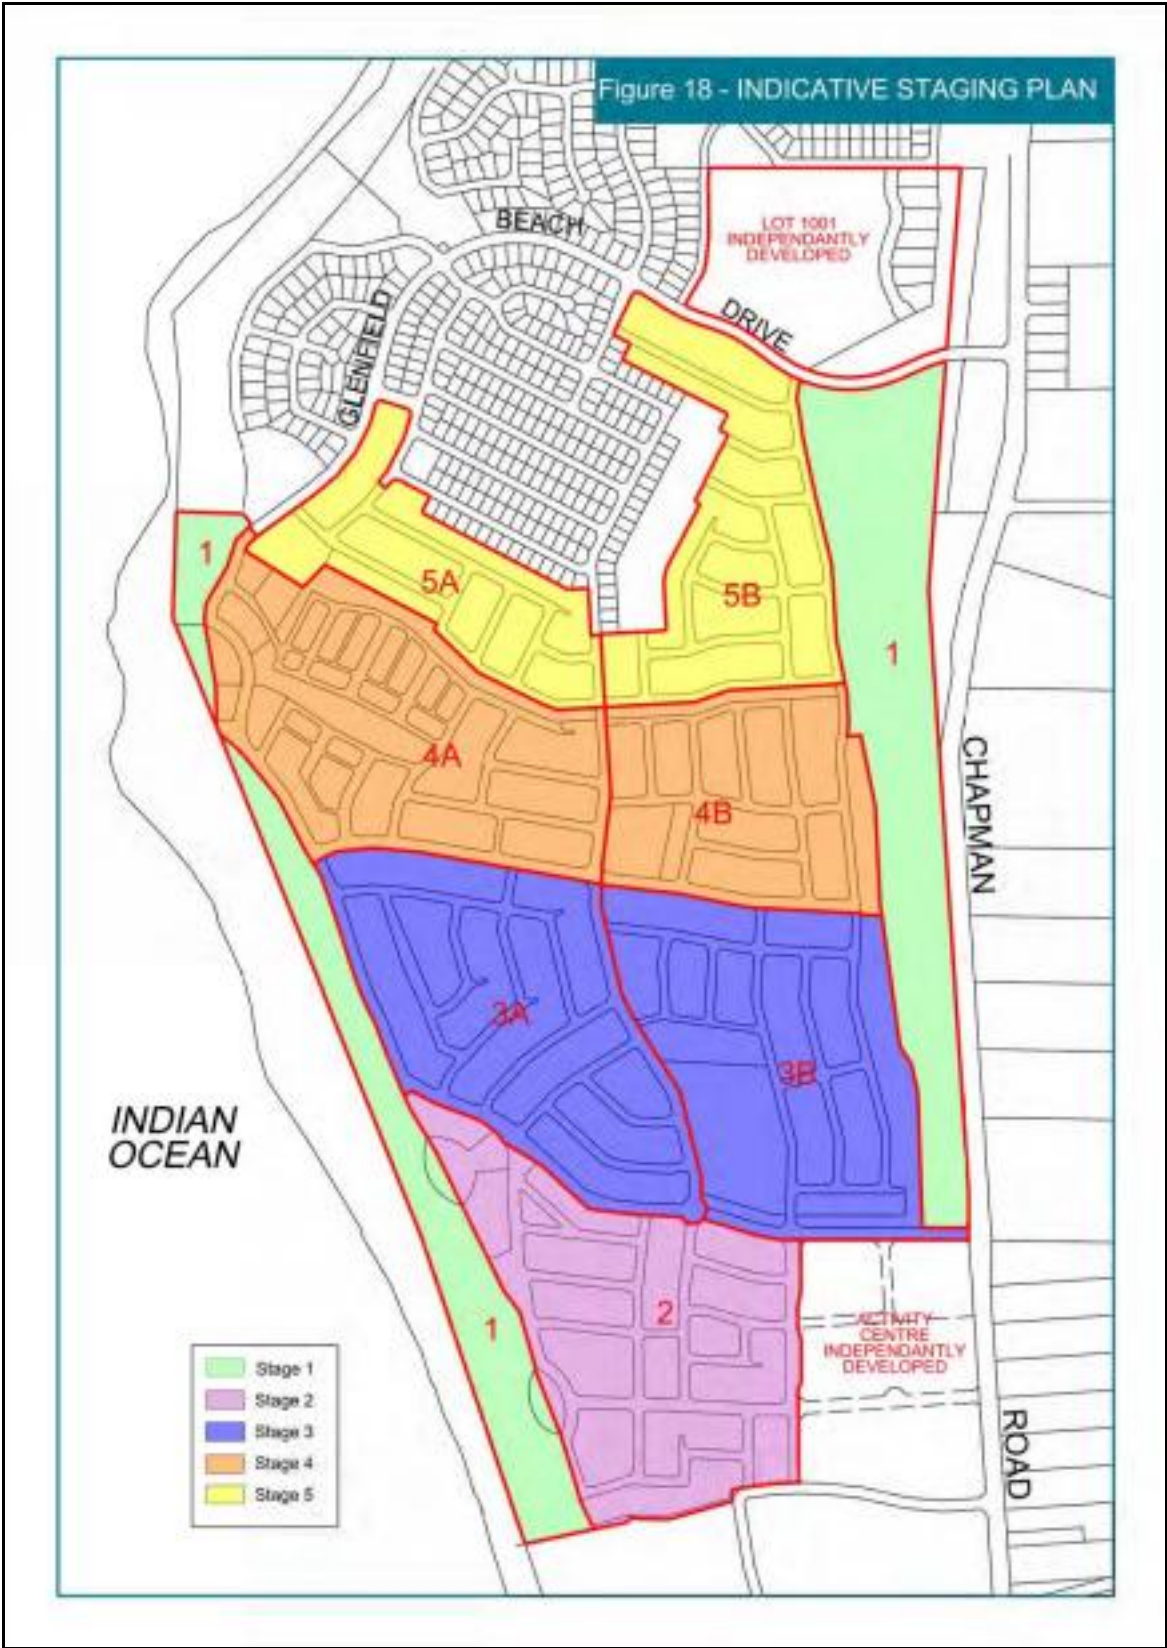 Figure 18 - INDICATIVE STAGING PLAN
BEACH
LOT 1001
INDEPENDANTLY
DEVELOPED
DRIVE
GLENFIELD
1
5A
5B
1
4A
4B
CHAPMAN
3A
3B
INDIAN
OCEAN
2
1
ACTIVITY
CENTRE
INDEPENDANTLY
DEVELOPED
ROAD
Stage 1
Stage 2
Stage 3
Stage 4
Stage 5